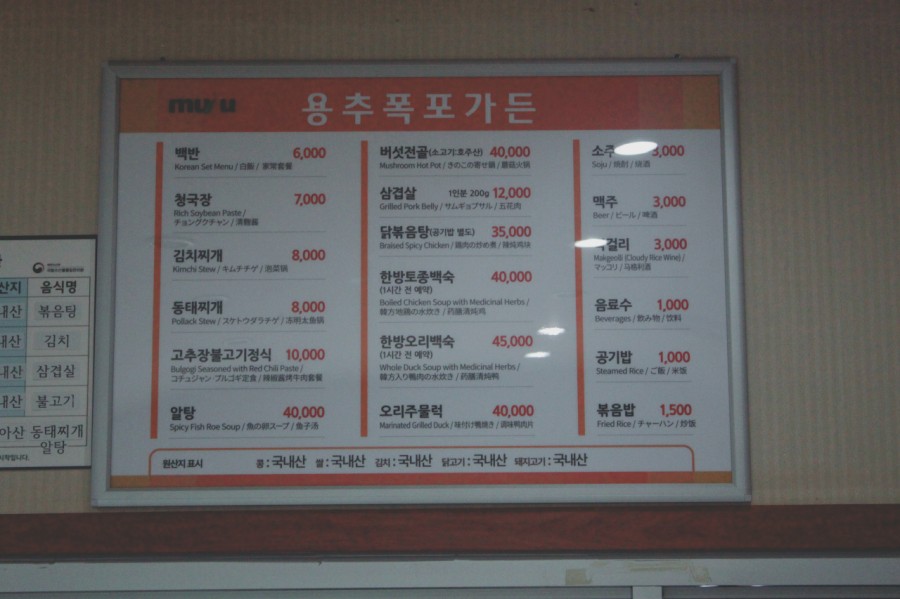 용추폭포가든
백반 6,000
Korean Set Menu / 白飯 / 家常套餐
청국장 7,000
Rich Soybean Paste /
チョングクチャン / 清麴醬
김치찌개 8,000
Kimchi Stew / キムチチゲ / 泡菜锅
동태찌개 8,000
Pollack Stew / スケトウダラチゲ / 冻明太鱼锅
고추장불고기정식 10,000
Bulgogi Seasoned with Red Chili Paste /
コチュジャン·プルゴギ定食 / 辣椒酱烤牛肉套餐
알탕 40,000
Spicy Fish Roe Soup / 魚の卵スープ / 鱼子汤
버섯전골(소고기:호주산) 40,000
Mushroom Hot Pot / きのこの寄せ鍋 / 蘑菇火锅
삼겹살 1인분 200g 12,000
Grilled Pork Belly / サムギョプサル / 五花肉
닭볶음탕(공기밥 별도) 35,000
Braised Spicy Chicken / 鶏肉の炒め煮 / 辣炖鸡块
한방토종백숙 40,000
(1시간 전 예약)
Boiled Chicken Soup with Medicinal Herbs /
韓方地鶏の水炊き / 药膳清炖鸡
한방오리백숙 45,000
(1시간 전 예약)
Whole Duck Soup with Medicinal Herbs /
韓方入り鴨肉の水炊き / 药膳清炖鸭
오리주물럭 40,000
Marinated Grilled Duck / 味付け鴨焼き / 调味鸭肉片
소주 3,000
Soju / 焼酎 / 烧酒
맥주 3,000
Beer / ビール / 啤酒
걸리 3,000
Makgeolli (Cloudy Rice Wine) /
マッコリ / 马格利酒
음료수 1,000
Beverages / 飲み物 / 饮料
공기밥 1,000
Steamed Rice / ご飯 / 米饭
볶음밥 1,500
Fried Rice / チャーハン / 炒饭
원산지 표시 콩 : 국내산 쌀 : 국내산 김치 : 국내산 닭고기 : 국내산 돼지고기 : 국내산
산지 음식명
내산 볶음탕
내산 김치
내산 삼겹살
내산 불고기
아산 동태찌개
알탕